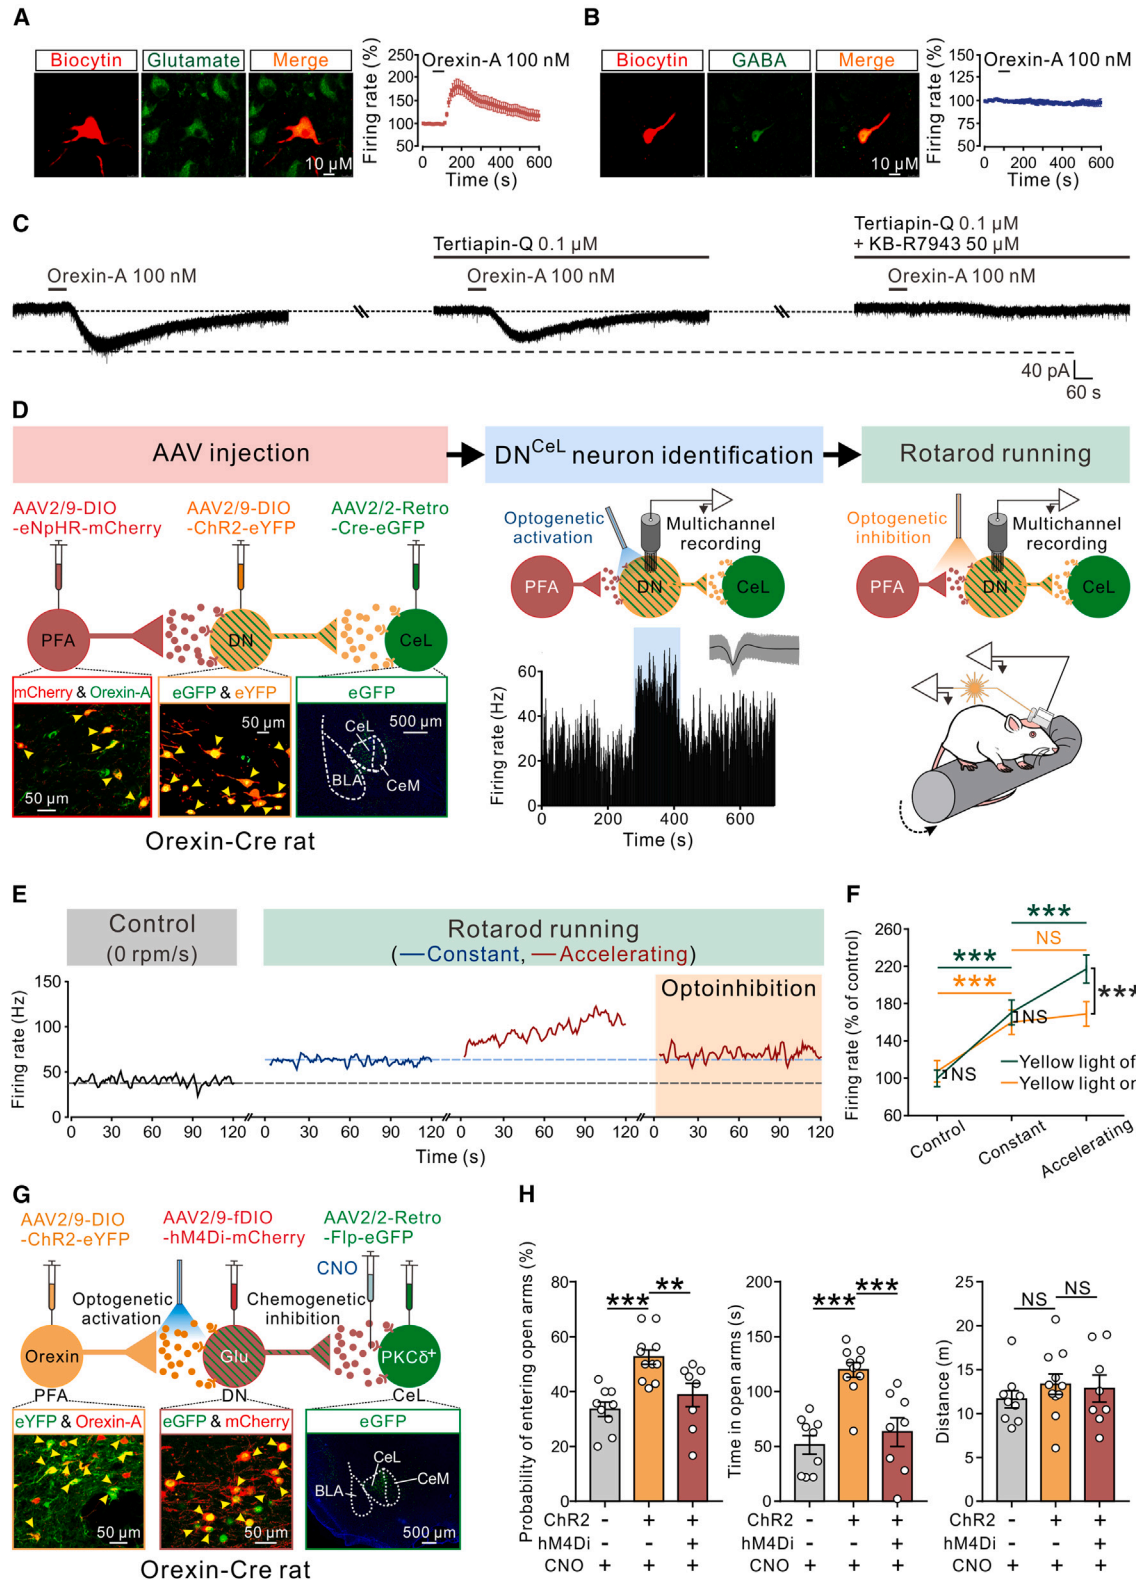 A
Biocytin
Glutamate
Merge
10 µM
Firing rate (%)
250
200
150
100
50
Orexin-A 100 nM
0
200
400
600
Time (s)
B
Biocytin
GABA
Merge
10 µM
Firing rate (%)
150
125
100
75
50
Orexin-A 100 nM
0
200
400
600
Time (s)
C
Orexin-A 100 nM
Tertiapin-Q 0.1 µM
Orexin-A 100 nM
Tertiapin-Q 0.1 µM
+ KB-R7943 50 µM
Orexin-A 100 nM
40 pA
60 s
D
AAV injection
DN^CeL neuron identification
Rotarod running
AAV2/9-DIO
-eNpHR-mCherry
AAV2/9-DIO
-ChR2-eYFP
AAV2/2-Retro
-Cre-eGFP
PFA
DN
CeL
mCherry & Orexin-A
50 µm
eGFP & eYFP
50 µm
eGFP
500 µm
CeL
BLA
CeM
Orexin-Cre rat
Optogenetic
activation
Multichannel
recording
PFA
DN
CeL
Firing rate (Hz)
60
40
20
0
0
200
400
600
Time (s)
Optogenetic
inhibition
Multichannel
recording
PFA
DN
CeL
E
Control
(0 rpm/s)
Rotarod running
(—Constant, —Accelerating)
Optoinhibition
Firing rate (Hz)
150
100
50
0
0 30 60 90 120
0 30 60 90 120
0 30 60 90 120
0 30 60 90 120
Time (s)
F
Firing rate (% of control)
260
220
180
140
100
60
***
NS
***
***
***
NS
NS
Yellow light of
Yellow light or
Control
Constant
Accelerating
G
AAV2/9-DIO
-ChR2-eYFP
AAV2/9-fDIO
-hM4Di-mCherry
AAV2/2-Retro
-Flp-eGFP
CNO
Optogenetic
activation
Chemogenetic
inhibition
Orexin
Glu
PKCδ+
PFA
DN
CeL
eYFP & Orexin-A
50 µm
eGFP & mCherry
50 µm
eGFP
CeL
CeM
BLA
500 µm
Orexin-Cre rat
H
Probability of entering open arms (%)
80
60
40
20
0
***
**
ChR2 - + +
hM4Di - - +
CNO + + +
Time in open arms (s)
200
150
100
50
0
***
***
ChR2 - + +
hM4Di - - +
CNO + + +
Distance (m)
25
20
15
10
5
0
NS
NS
ChR2 - + +
hM4Di - - +
CNO + + +